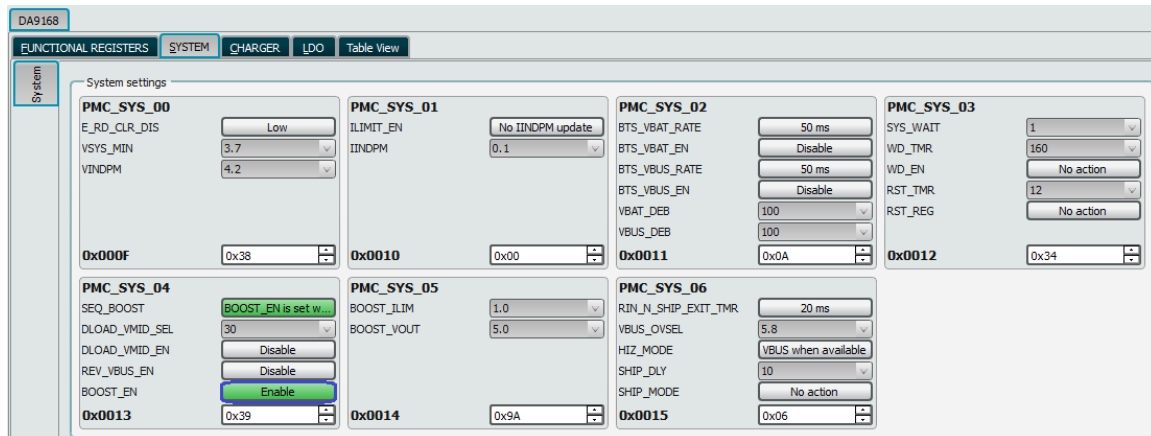 DA9168
FUNCTIONAL REGISTERS SYSTEM CHARGER LDO Table View
System
System settings
PMC_SYS_00
E_RD_CLR_DIS Low
VSYS_MIN 3.7
VINDPM 4.2
0x000F 0x38
PMC_SYS_01
ILIMIT_EN No IINDPM update
IINDPM 0.1
0x0010 0x00
PMC_SYS_02
BTS_VBAT_RATE 50 ms
BTS_VBAT_EN Disable
BTS_VBUS_RATE 50 ms
BTS_VBUS_EN Disable
VBAT_DEB 100
VBUS_DEB 100
0x0011 0x0A
PMC_SYS_03
SYS_WAIT 1
WD_TMR 160
WD_EN No action
RST_TMR 12
RST_REG No action
0x0012 0x34
PMC_SYS_04
SEQ_BOOST BOOST_EN is set w...
DLOAD_VMID_SEL 30
DLOAD_VMID_EN Disable
REV_VBUS_EN Disable
BOOST_EN Enable
0x0013 0x39
PMC_SYS_05
BOOST_ILIM 1.0
BOOST_VOUT 5.0
0x0014 0x9A
PMC_SYS_06
RIN_N_SHIP_EXIT_TMR 20 ms
VBUS_OVSEL 5.8
HIZ_MODE VBUS when available
SHIP_DLY 10
SHIP_MODE No action
0x0015 0x06